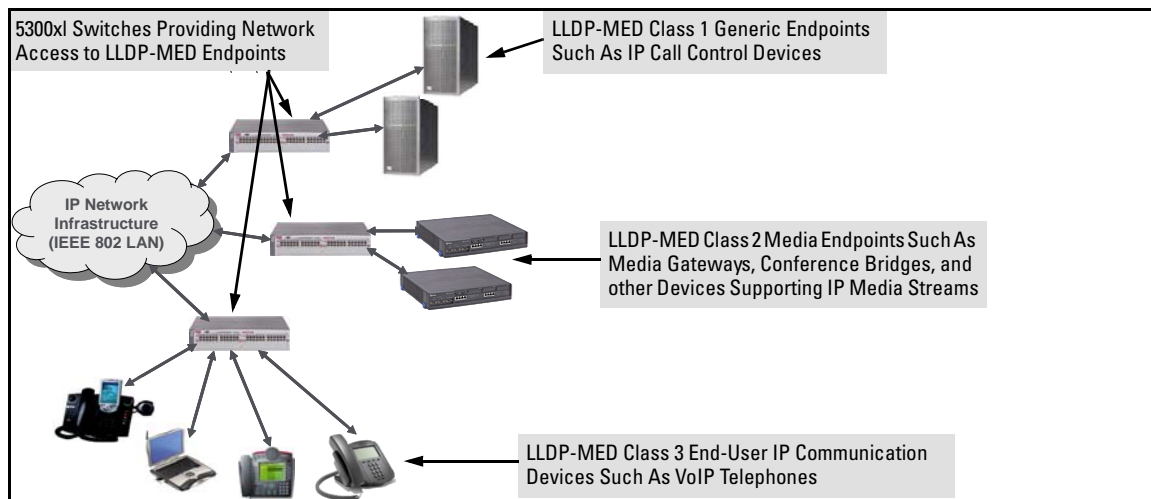 5300xl Switches Providing Network
Access to LLDP-MED Endpoints
LLDP-MED Class 1 Generic Endpoints
Such As IP Call Control Devices
IP Network
Infrastructure
(IEEE 802 LAN)
LLDP-MED Class 2 Media Endpoints Such As
Media Gateways, Conference Bridges, and
other Devices Supporting IP Media Streams
LLDP-MED Class 3 End-User IP Communication
Devices Such As VoIP Telephones